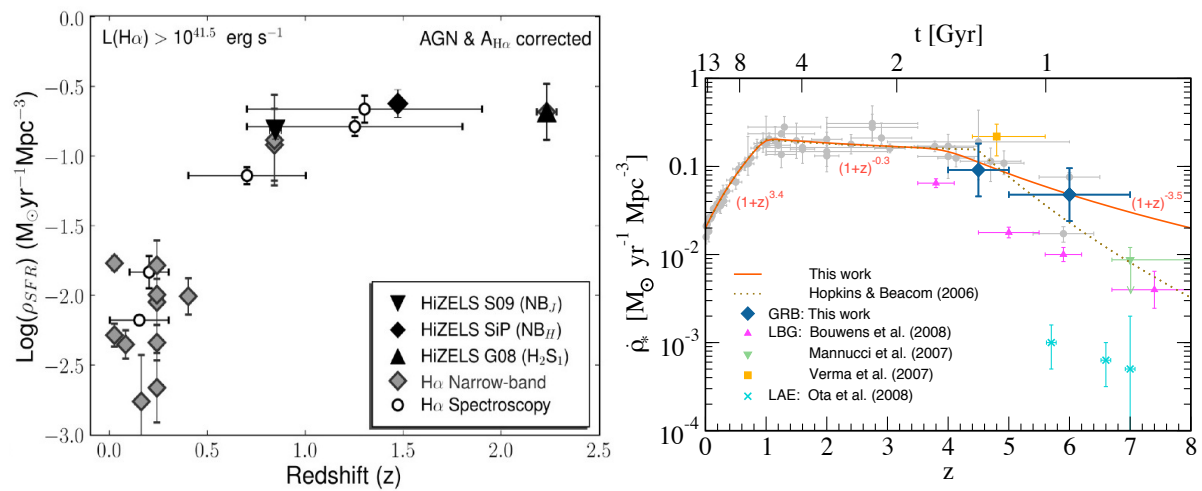 L(Hα) > 10^41.5 erg s^−1
AGN & A_Hα corrected
Log(ρ_SFR) (M⊙yr^−1Mpc^−3)
0.0
−0.5
−1.0
−1.5
−2.0
−2.5
−3.0
HiZELS S09 (NB_J)
HiZELS SiP (NB_H)
HiZELS G08 (H₂S₁)
Hα Narrow-band
Hα Spectroscopy
0.0 0.5 1.0 1.5 2.0 2.5
Redshift (z)
t [Gyr]
13 8 4 2 1
ρ̇_* [M⊙ yr^-1 Mpc^-3]
1
0.1
10^-2
10^-3
10^-4
(1+z)^3.4
(1+z)^-0.3
(1+z)^-3.5
This work
Hopkins & Beacom (2006)
GRB: This work
LBG: Bouwens et al. (2008)
Mannucci et al. (2007)
Verma et al. (2007)
LAE: Ota et al. (2008)
0 1 2 3 4 5 6 7 8
z